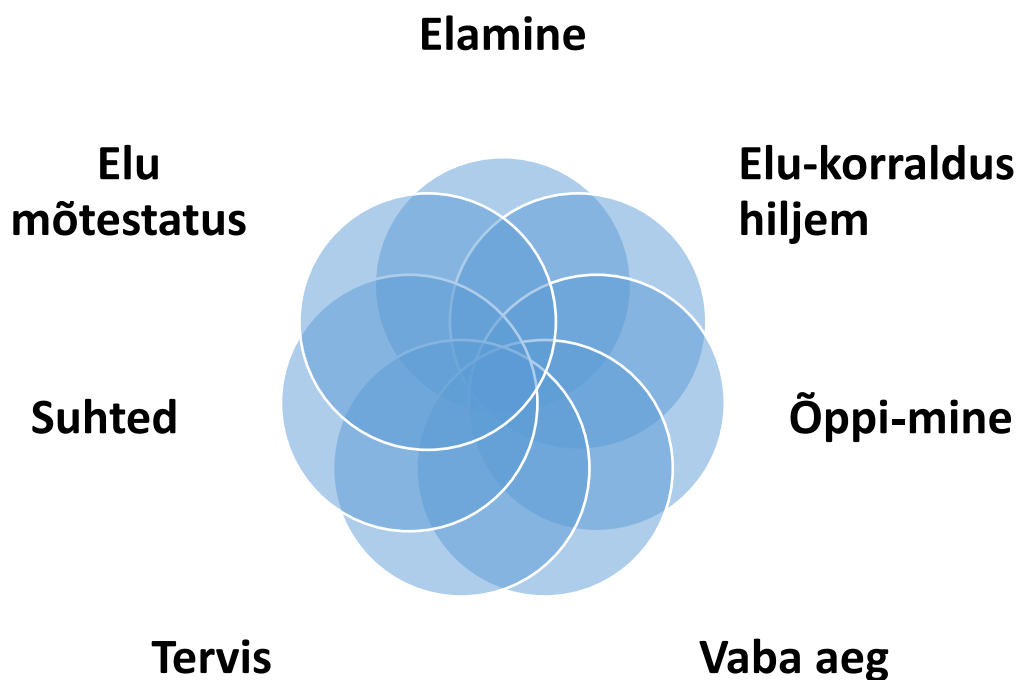 Elamine
Elu
mõtestatus
Elu-korraldus
hiljem
Suhted
Õppi-mine
Tervis
Vaba aeg